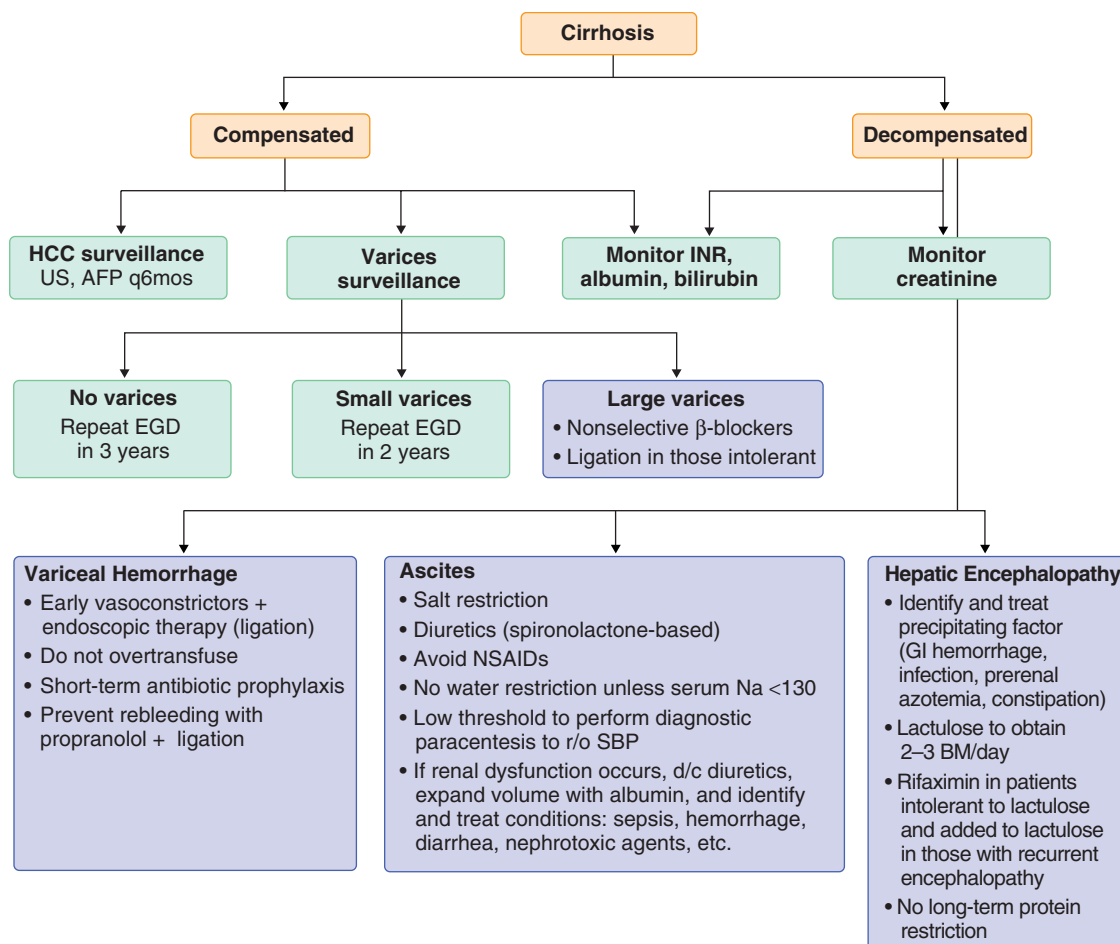 Cirrhosis
Compensated
Decompensated
HCC surveillance
US, AFP q6mos
Varices
surveillance
Monitor INR,
albumin, bilirubin
Monitor
creatinine
No varices
Repeat EGD
in 3 years
Small varices
Repeat EGD
in 2 years
Large varices
• Nonselective β-blockers
• Ligation in those intolerant
Variceal Hemorrhage
• Early vasoconstrictors +
endoscopic therapy (ligation)
• Do not overtransfuse
• Short-term antibiotic prophylaxis
• Prevent rebleeding with
propranolol + ligation
Ascites
• Salt restriction
• Diuretics (spironolactone-based)
• Avoid NSAIDs
• No water restriction unless serum Na <130
• Low threshold to perform diagnostic
paracentesis to r/o SBP
• If renal dysfunction occurs, d/c diuretics,
expand volume with albumin, and identify
and treat conditions: sepsis, hemorrhage,
diarrhea, nephrotoxic agents, etc.
Hepatic Encephalopathy
• Identify and treat
precipitating factor
(GI hemorrhage,
infection, prerenal
azotemia, constipation)
• Lactulose to obtain
2–3 BM/day
• Rifaximin in patients
intolerant to lactulose
and added to lactulose
in those with recurrent
encephalopathy
• No long-term protein
restriction